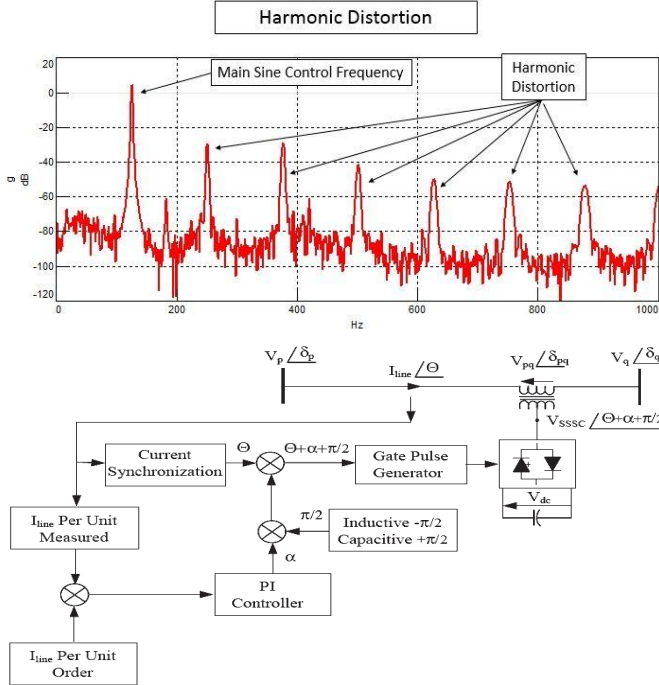 Harmonic Distortion
20
0
-20
-40
-60
-80
-100
-120
g
dB
Main Sine Control Frequency
Harmonic
Distortion
0 200 400 600 800 1000
Hz
Vp∠δp
Iline∠Θ
Vpq∠δpq
Vq∠δq
VSSSC∠Θ+α+π/2
Current
Synchronization
Θ
Θ+α+π/2
Gate Pulse
Generator
Vdc
Iline Per Unit
Measured
π/2
Inductive -π/2
Capacitive +π/2
α
PI
Controller
Iline Per Unit
Order